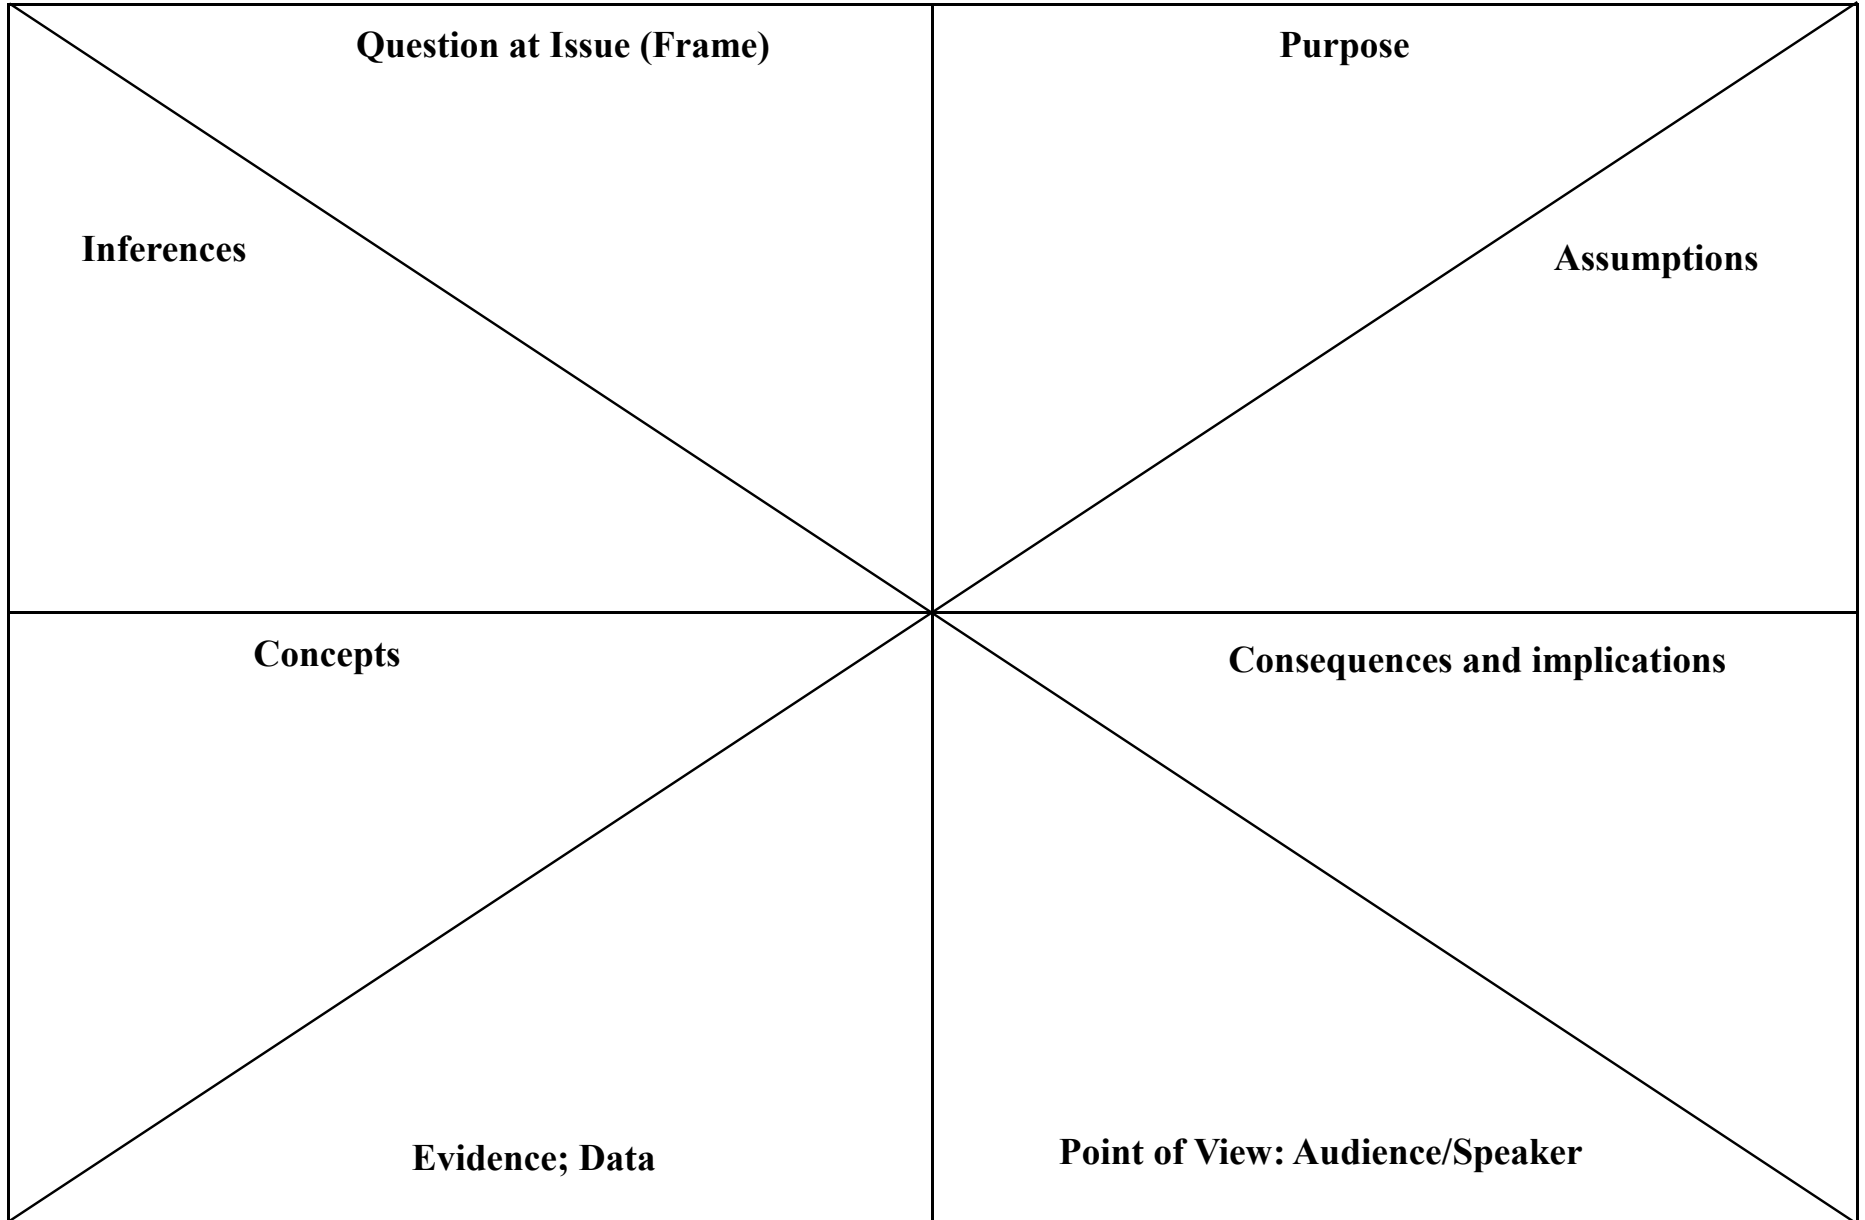 Question at Issue (Frame)
Purpose
Inferences
Assumptions
Concepts
Consequences and implications
Evidence; Data
Point of View: Audience/Speaker